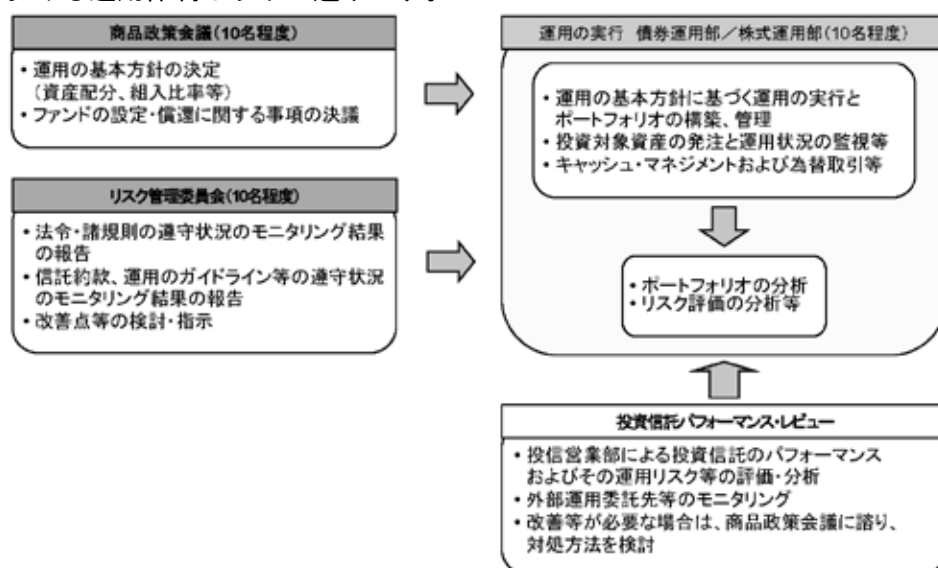 商品政策会議(10名程度)
・運用の基本方針の決定
(資産配分、組入比率等)
・ファンドの設定・償還に関する事項の決議
リスク管理委員会(10名程度)
・法令・諸規則の遵守状況のモニタリング結果
の報告
・信託約款、運用のガイドライン等の遵守状況
のモニタリング結果の報告
・改善点等の検討・指示
運用の実行 債券運用部/株式運用部(10名程度)
・運用の基本方針に基づく運用の実行と
ポートフォリオの構築、管理
・投資対象資産の発注と運用状況の監視等
・キャッシュ・マネジメントおよび為替取引等
・ポートフォリオの分析
・リスク評価の分析等
投資信託パフォーマンス・レビュー
・投信営業部による投資信託のパフォーマンス
およびその運用リスク等の評価・分析
・外部運用委託先等のモニタリング
・改善等が必要な場合は、商品政策会議に諮り、
対処方法を検討